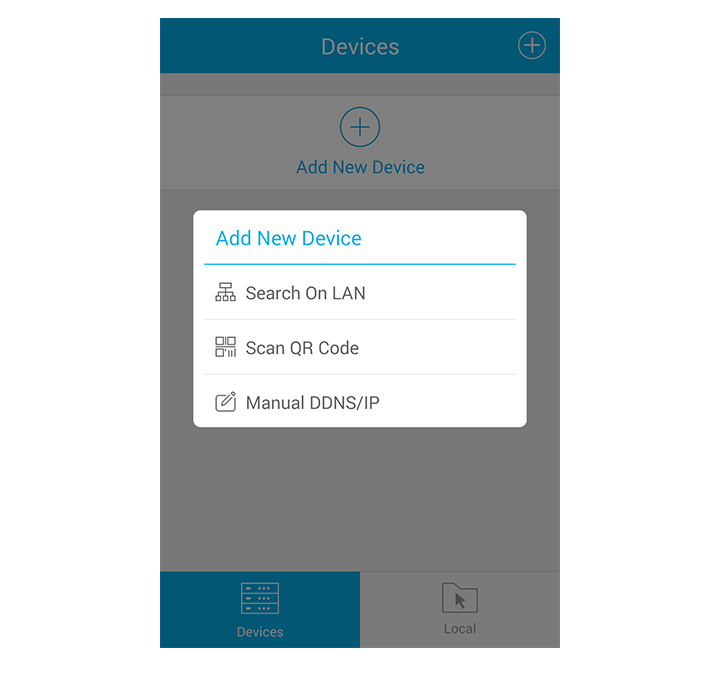 Devices
Add New Device
Add New Device
Search On LAN
Scan QR Code
Manual DDNS/IP
Devices
Local